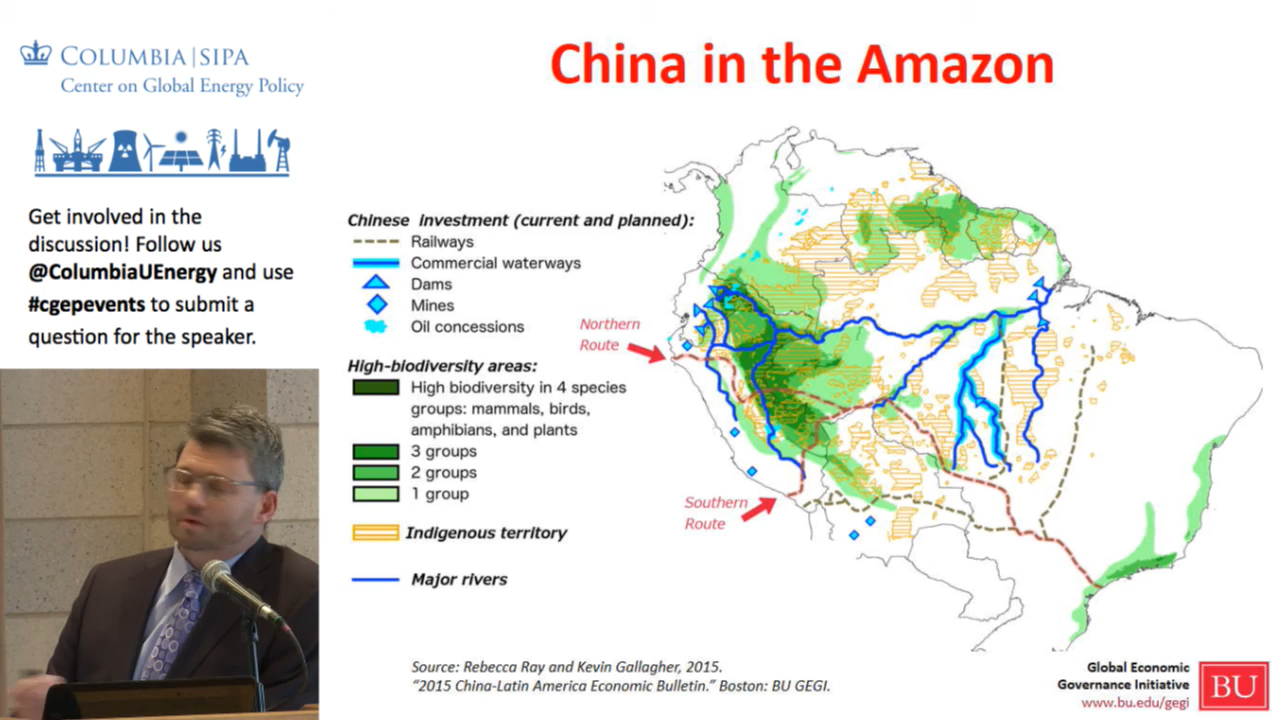 COLUMBIA | SIPA
Center on Global Energy Policy
Get involved in the
discussion! Follow us
@ColumbiaUEnergy and use
#cgepevents to submit a
question for the speaker.
China in the Amazon
Chinese investment (current and planned):
Railways
Commercial waterways
Dams
Mines
Oil concessions
High-biodiversity areas:
High biodiversity in 4 species
groups: mammals, birds,
amphibians, and plants
3 groups
2 groups
1 group
Indigenous territory
Major rivers
Northern
Route
Southern
Route
Source: Rebecca Ray and Kevin Gallagher, 2015.
“2015 China-Latin America Economic Bulletin.” Boston: BU GEGI.
Global Economic
Governance Initiative
www.bu.edu/gegi
BU